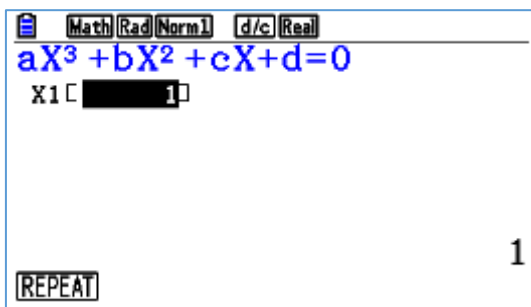 Math Rad Norm1 d/c Real
aX³+bX²+cX+d=0
X1[ 1]
1
REPEAT